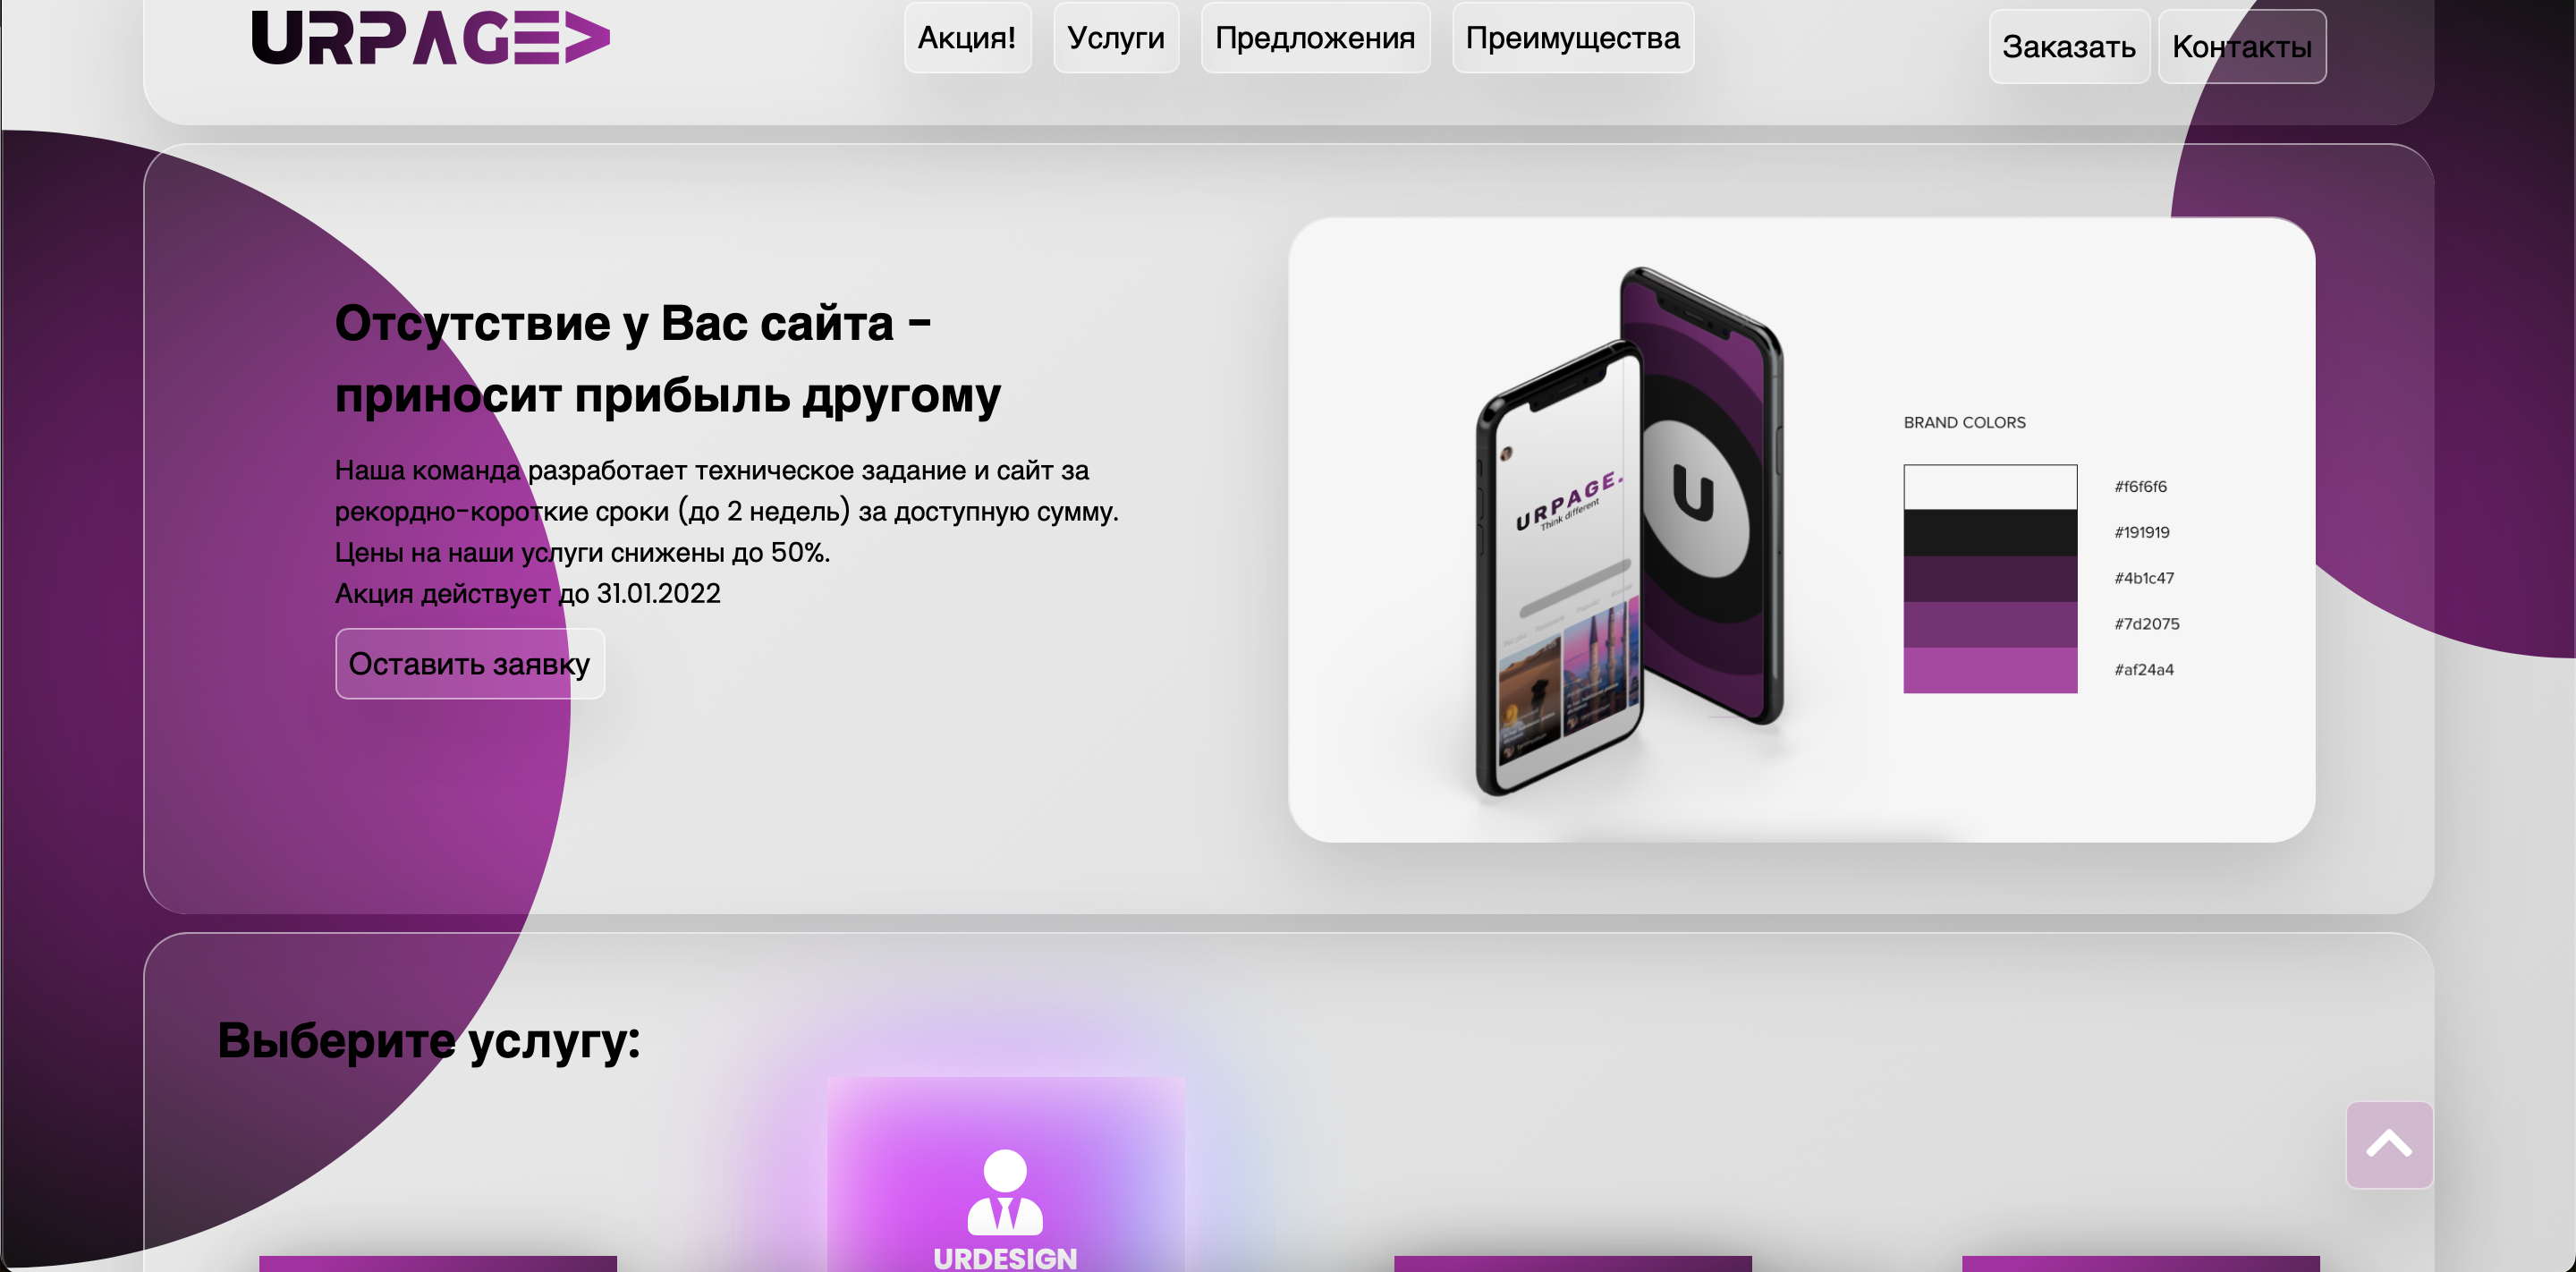 URPAGE>
Акция!
Услуги
Предложения
Преимущества
Заказать
Контакты
Отсутствие у Вас сайта -
приносит прибыль другому
Наша команда разработает техническое задание и сайт за
рекордно-короткие сроки (до 2 недель) за доступную сумму.
Цены на наши услуги снижены до 50%.
Акция действует до 31.01.2022
Оставить заявку
URPAGE.
Think different
U
BRAND COLORS
#f6f6f6
#191919
#4b1c47
#7d2075
#af24a4
Выберите услугу:
URDESIGN